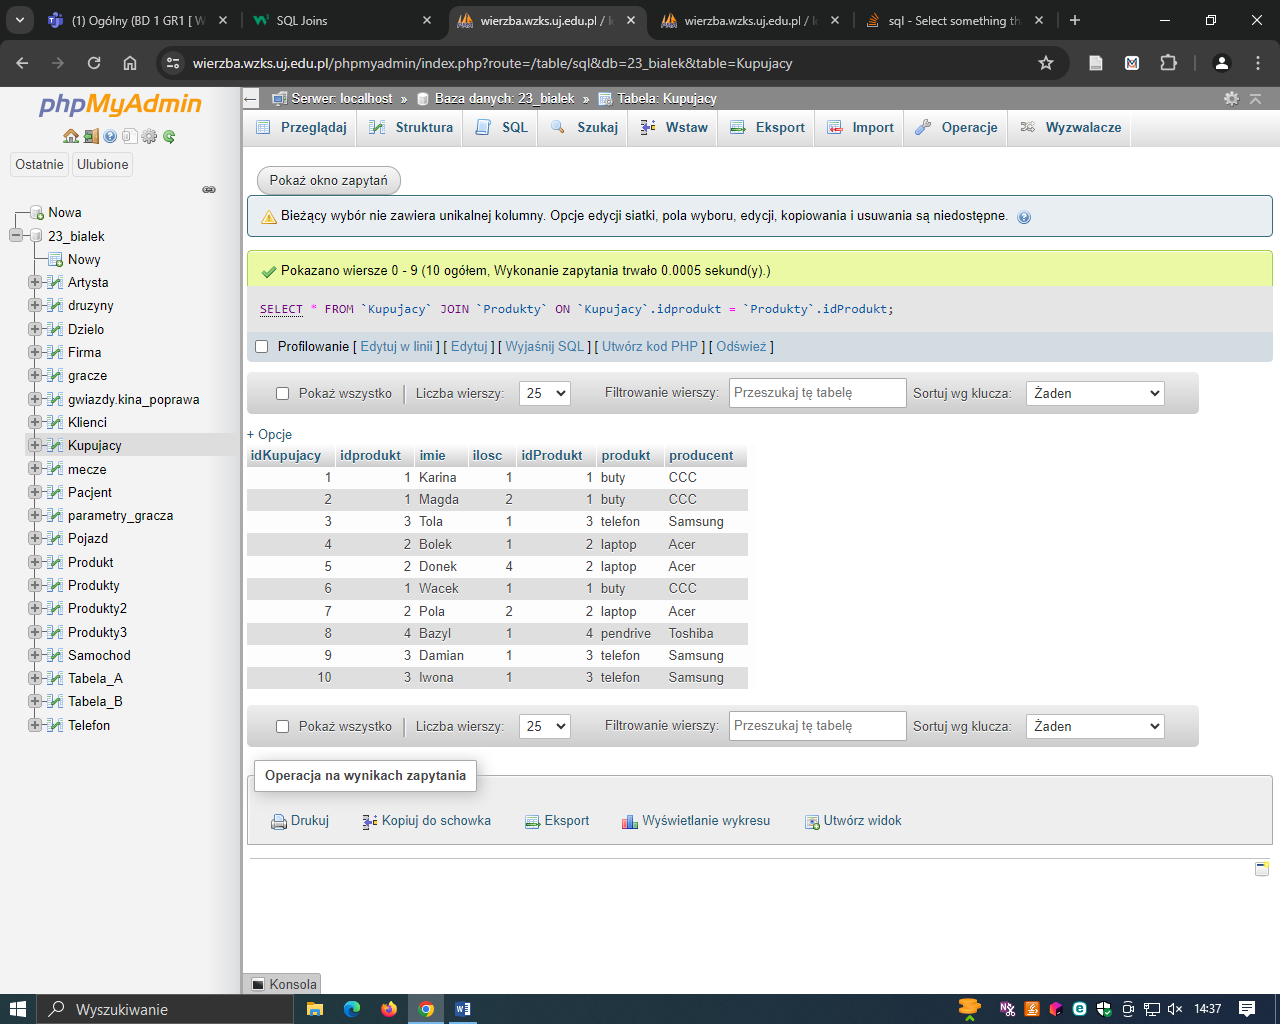 (1) Ogólny (BD 1 GR1 [ W
SQL Joins
wierzba.wzks.uj.edu.pl / k
wierzba.wzks.uj.edu.pl / k
sql - Select something th
wierzba.wzks.uj.edu.pl/phpmyadmin/index.php?route=/table/sql&db=23_bialek&table=Kupujacy
phpMyAdmin
Ostatnie
Ulubione
Nowa
23_bialek
Nowy
Artysta
druzyny
Dzielo
Firma
gracze
gwiazdy.kina_poprawa
Klienci
Kupujacy
mecze
Pacjent
parametry_gracza
Pojazd
Produkt
Produkty
Produkty2
Produkty3
Samochod
Tabela_A
Tabela_B
Telefon
Serwer: localhost » Baza danych: 23_bialek » Tabela: Kupujacy
Przeglądaj Struktura SQL Szukaj Wstaw Eksport Import Operacje Wyzwalacze
Pokaż okno zapytań
Bieżący wybór nie zawiera unikalnej kolumny. Opcje edycji siatki, pola wyboru, edycji, kopiowania i usuwania są niedostępne.
Pokazano wiersze 0 - 9 (10 ogółem, Wykonanie zapytania trwało 0.0005 sekund(y).)
SELECT * FROM `Kupujacy` JOIN `Produkty` ON `Kupujacy`.idprodukt = `Produkty`.idProdukt;
Profilowanie [ Edytuj w linii ] [ Edytuj ] [ Wyjaśnij SQL ] [ Utwórz kod PHP ] [ Odśwież ]
Pokaż wszystko Liczba wierszy: 25 Filtrowanie wierszy: Przeszukaj tę tabelę Sortuj wg klucza: Żaden
+ Opcje
idKupujacy idprodukt imie ilosc idProdukt produkt producent
1 1 Karina 1 1 buty CCC
2 1 Magda 2 1 buty CCC
3 3 Tola 1 3 telefon Samsung
4 2 Bolek 1 2 laptop Acer
5 2 Donek 4 2 laptop Acer
6 1 Wacek 1 1 buty CCC
7 2 Pola 2 2 laptop Acer
8 4 Bazyl 1 4 pendrive Toshiba
9 3 Damian 1 3 telefon Samsung
10 3 Iwona 1 3 telefon Samsung
Pokaż wszystko Liczba wierszy: 25 Filtrowanie wierszy: Przeszukaj tę tabelę Sortuj wg klucza: Żaden
Operacja na wynikach zapytania
Drukuj Kopiuj do schowka Eksport Wyświetlanie wykresu Utwórz widok
Konsola
Wyszukiwanie
14:37